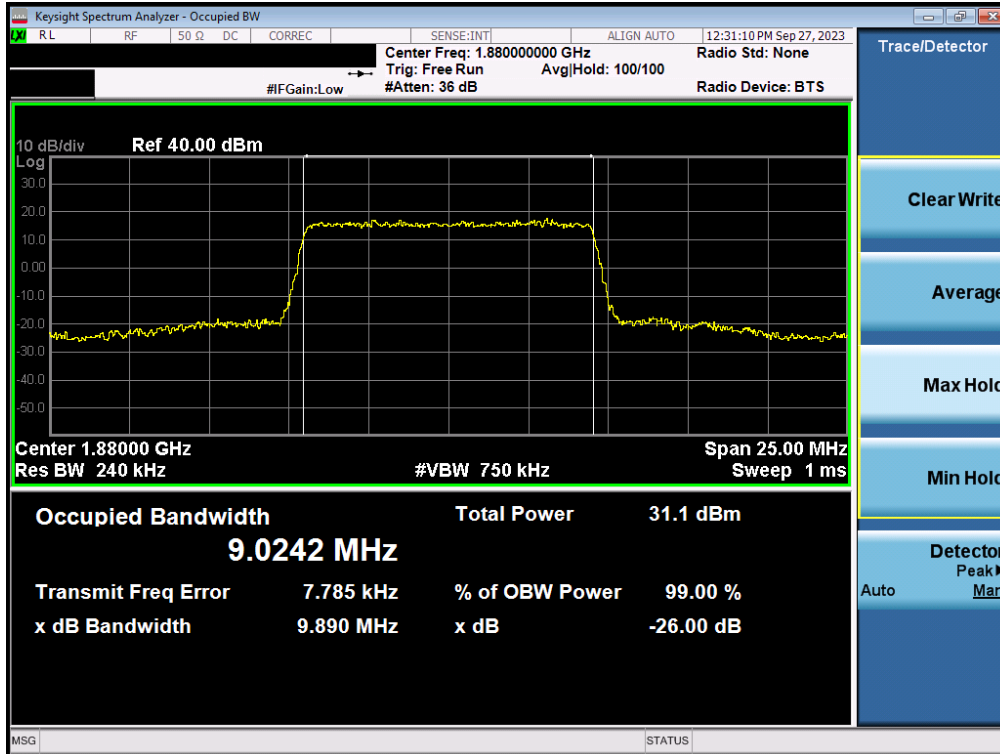 Keysight Spectrum Analyzer - Occupied BW
LXI RL RF 50 Ω DC CORREC SENSE:INT ALIGN AUTO 12:31:10 PM Sep 27, 2023
Center Freq: 1.880000000 GHz Radio Std: None
Trig: Free Run Avg|Hold: 100/100
#IFGain:Low #Atten: 36 dB Radio Device: BTS
Trace/Detector
10 dB/div Ref 40.00 dBm
Log
30.0
20.0
10.0
0.00
-10.0
-20.0
-30.0
-40.0
-50.0
Center 1.88000 GHz Span 25.00 MHz
Res BW 240 kHz #VBW 750 kHz Sweep 1 ms
Occupied Bandwidth Total Power 31.1 dBm
9.0242 MHz
Transmit Freq Error 7.785 kHz % of OBW Power 99.00 %
x dB Bandwidth 9.890 MHz x dB -26.00 dB
Clear Write
Average
Max Hold
Min Hold
Detector
Peak
Auto Man
MSG STATUS